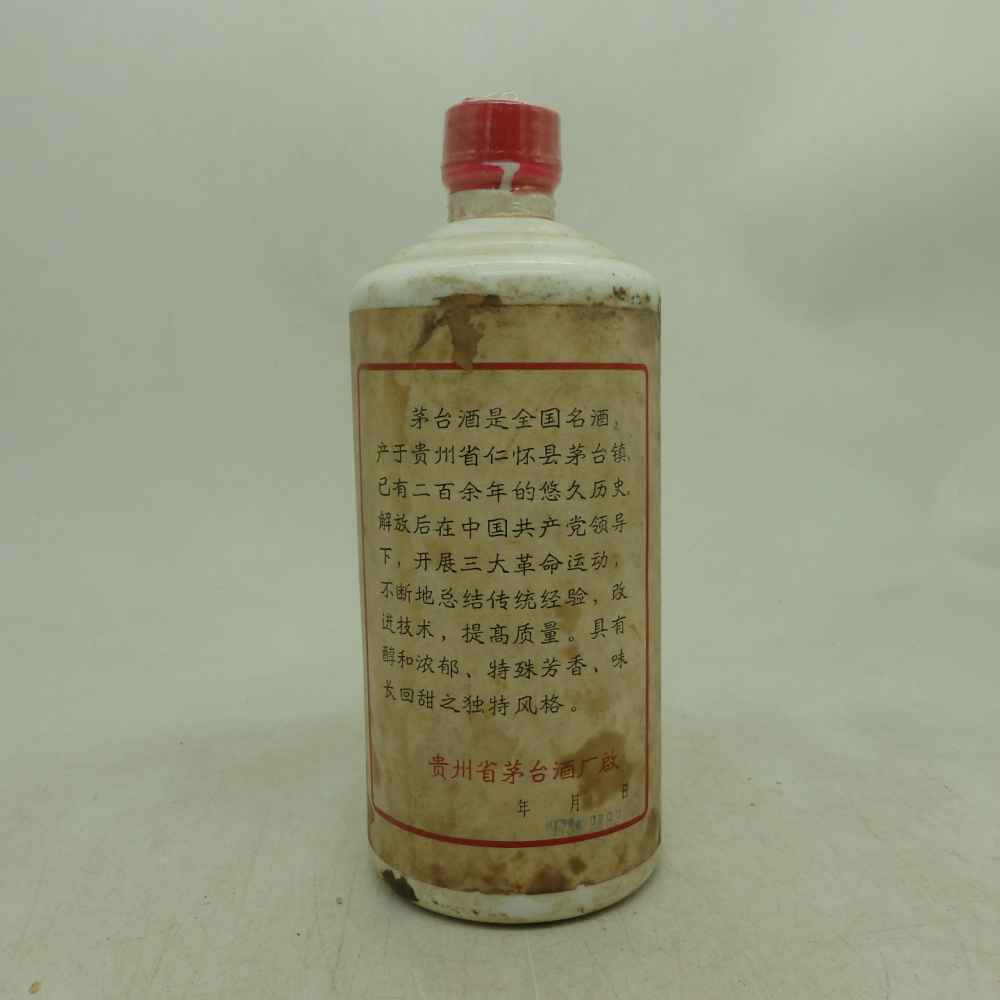 茅台酒是全国名酒，
产于贵州省仁怀县茅台镇，
已有二百余年的悠久历史，
解放后在中国共产党领导
下，开展三大革命运动，
不断地总结传统经验，改
进技术，提高质量。具有
醇和浓郁、特殊芳香、味
长回甜之独特风格。
贵州省茅台酒厂啟
年 月 日